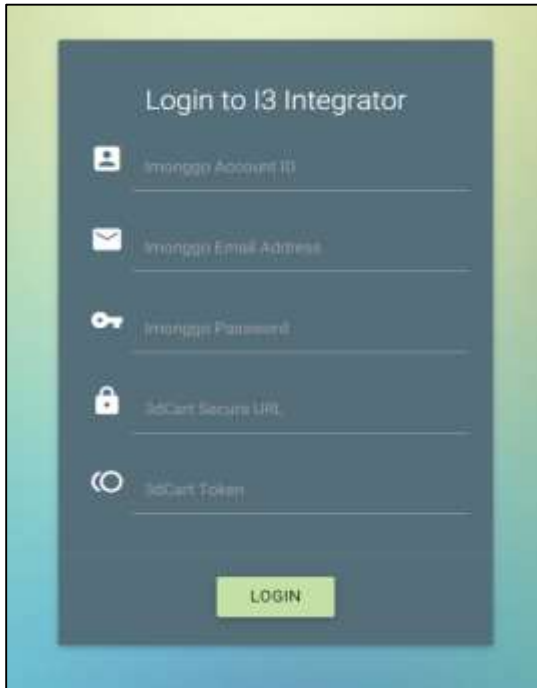 Login to I3 Integrator
Imonggo Account ID
Imonggo Email Address
Imonggo Password
3dCart Secure URL
3dCart Token
LOGIN